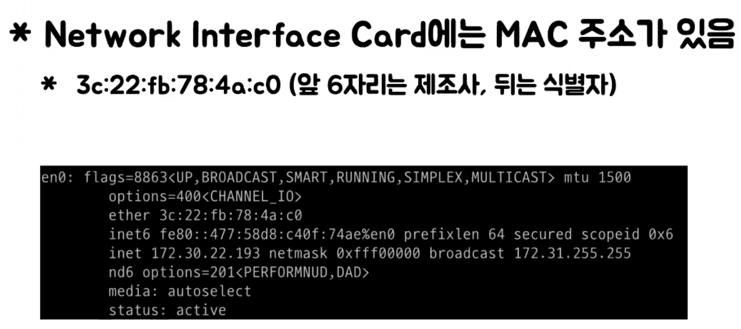 * Network Interface Card에는 MAC 주소가 있음
* 3c:22:fb:78:4a:c0 (앞 6자리는 제조사, 뒤는 식별자)
en0: flags=8863<UP,BROADCAST,SMART,RUNNING,SIMPLEX,MULTICAST> mtu 1500
options=400<CHANNEL_IO>
ether 3c:22:fb:78:4a:c0
inet6 fe80::477:58d8:c40f:74ae%en0 prefixlen 64 secured scopeid 0x6
inet 172.30.22.193 netmask 0xfff00000 broadcast 172.31.255.255
nd6 options=201<PERFORMNUD,DAD>
media: autoselect
status: active